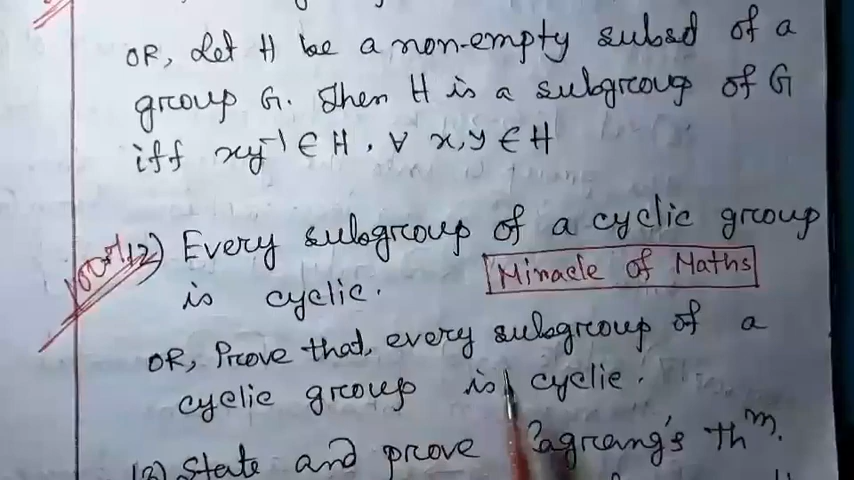 OR, Let H be a non-empty subset of a
group G. Then H is a subgroup of G
iff xy⁻¹ ∈ H, ∀ x, y ∈ H
100% 12) Every subgroup of a cyclic group
is cyclic.
Miracle of Maths
OR, Prove that, every subgroup of a
cyclic group is cyclic.
13) State and prove Lagrang's thm.